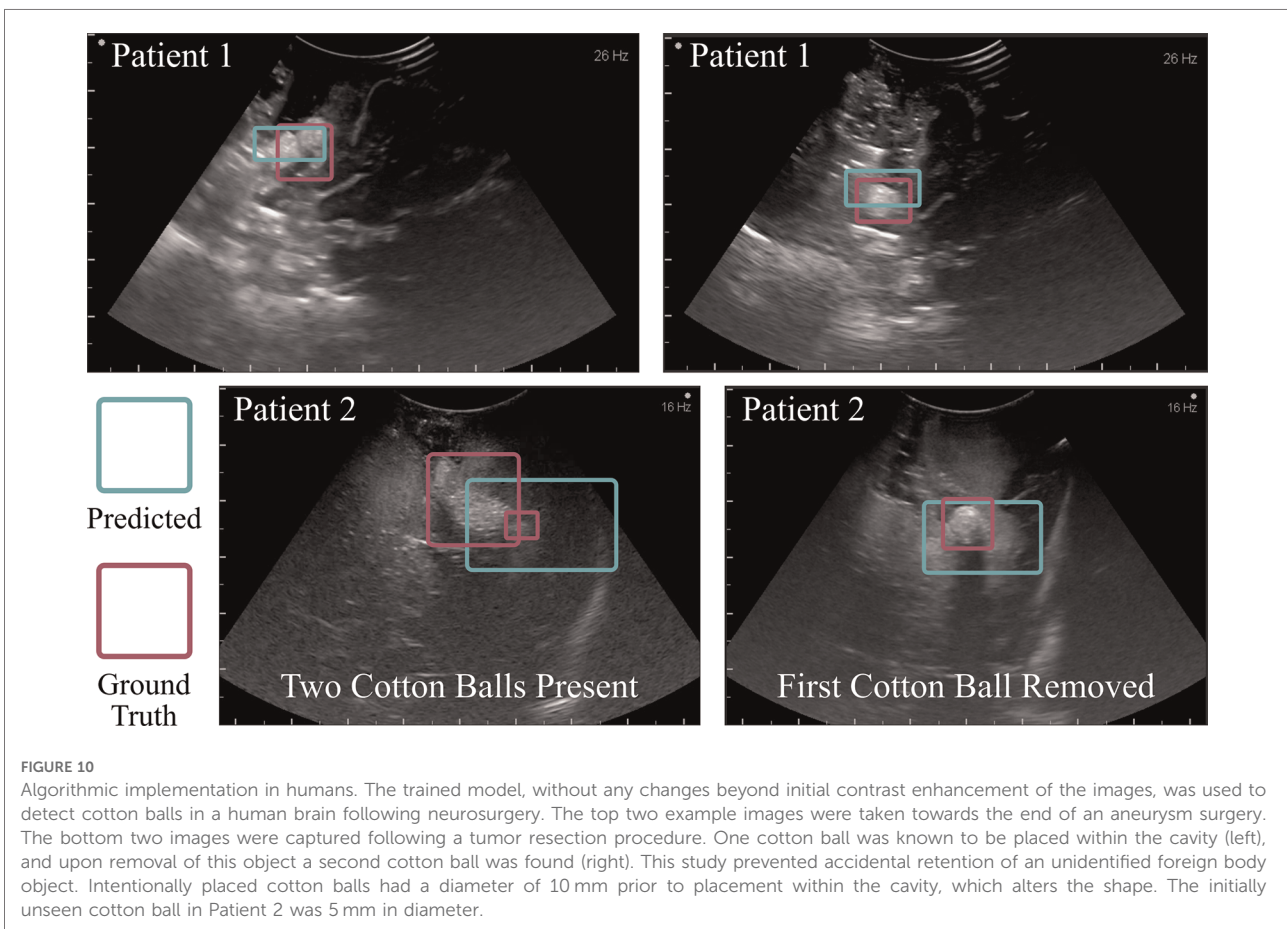 Patient 1
26 Hz
Patient 1
26 Hz
Predicted
Ground
Truth
Patient 2
16 Hz
Two Cotton Balls Present
Patient 2
16 Hz
First Cotton Ball Removed
FIGURE 10
Algorithmic implementation in humans. The trained model, without any changes beyond initial contrast enhancement of the images, was used to
detect cotton balls in a human brain following neurosurgery. The top two example images were taken towards the end of an aneurysm surgery.
The bottom two images were captured following a tumor resection procedure. One cotton ball was known to be placed within the cavity (left),
and upon removal of this object a second cotton ball was found (right). This study prevented accidental retention of an unidentified foreign body
object. Intentionally placed cotton balls had a diameter of 10 mm prior to placement within the cavity, which alters the shape. The initially
unseen cotton ball in Patient 2 was 5 mm in diameter.